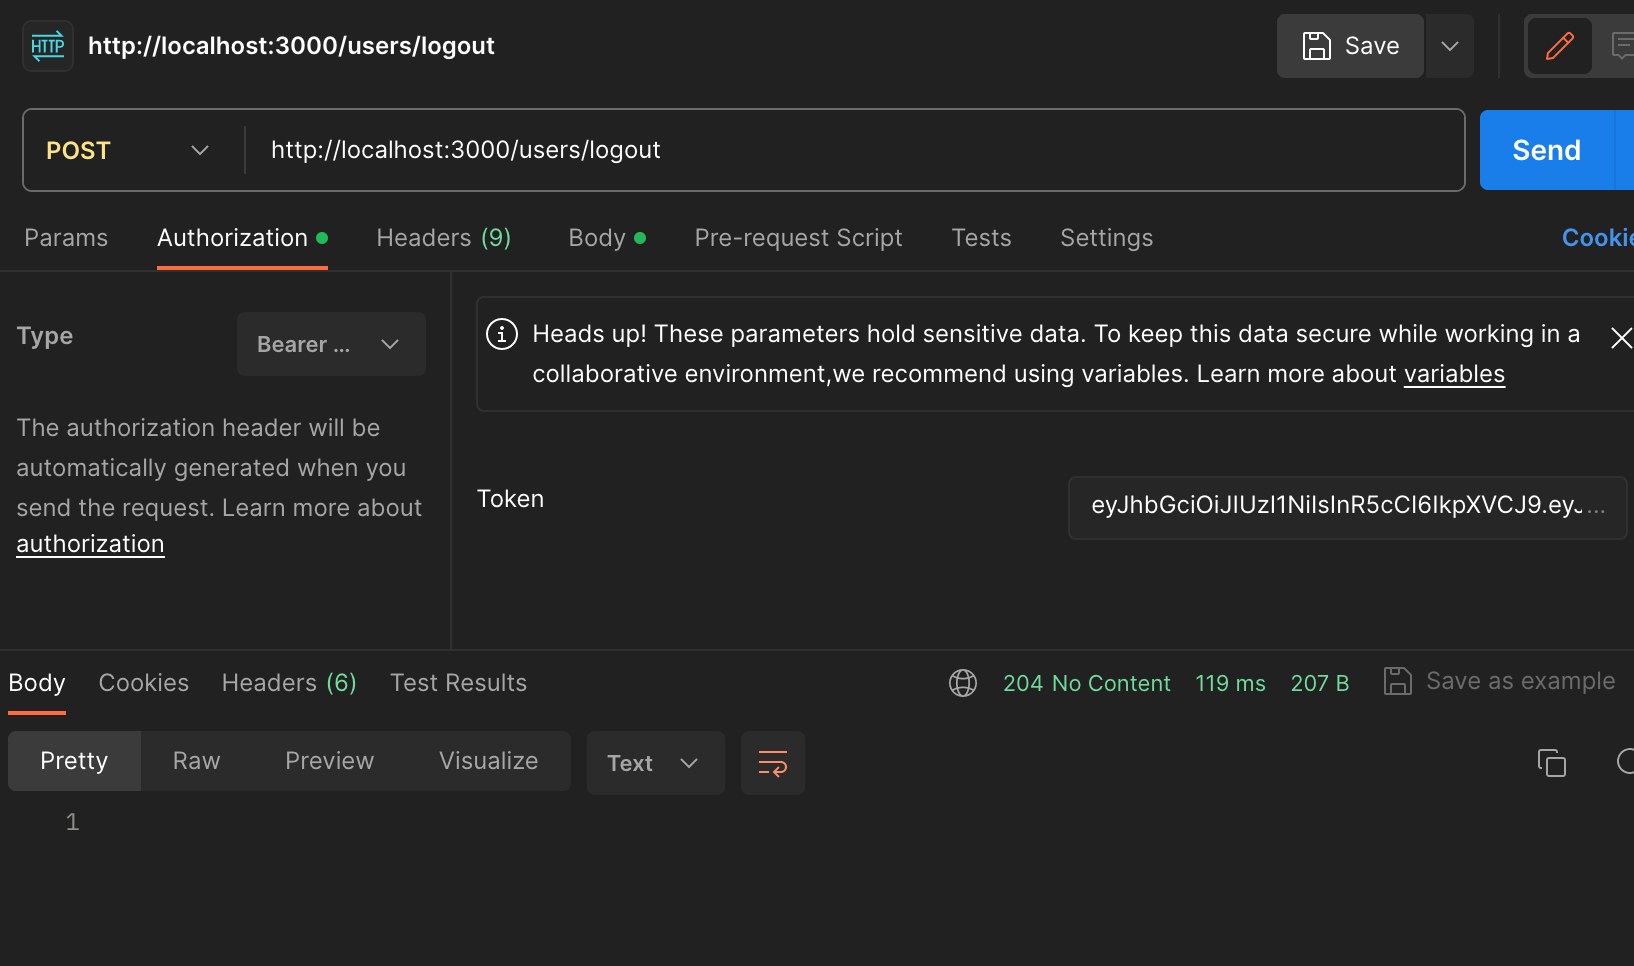 HTTP http://localhost:3000/users/logout Save
POST http://localhost:3000/users/logout Send
Params Authorization Headers (9) Body Pre-request Script Tests Settings
Type Bearer ...
The authorization header will be
automatically generated when you
send the request. Learn more about
authorization
Heads up! These parameters hold sensitive data. To keep this data secure while working in a
collaborative environment,we recommend using variables. Learn more about variables
Token
Body Cookies Headers (6) Test Results 204 No Content 119 ms 207 B Save as example
Pretty Raw Preview Visualize Text
1